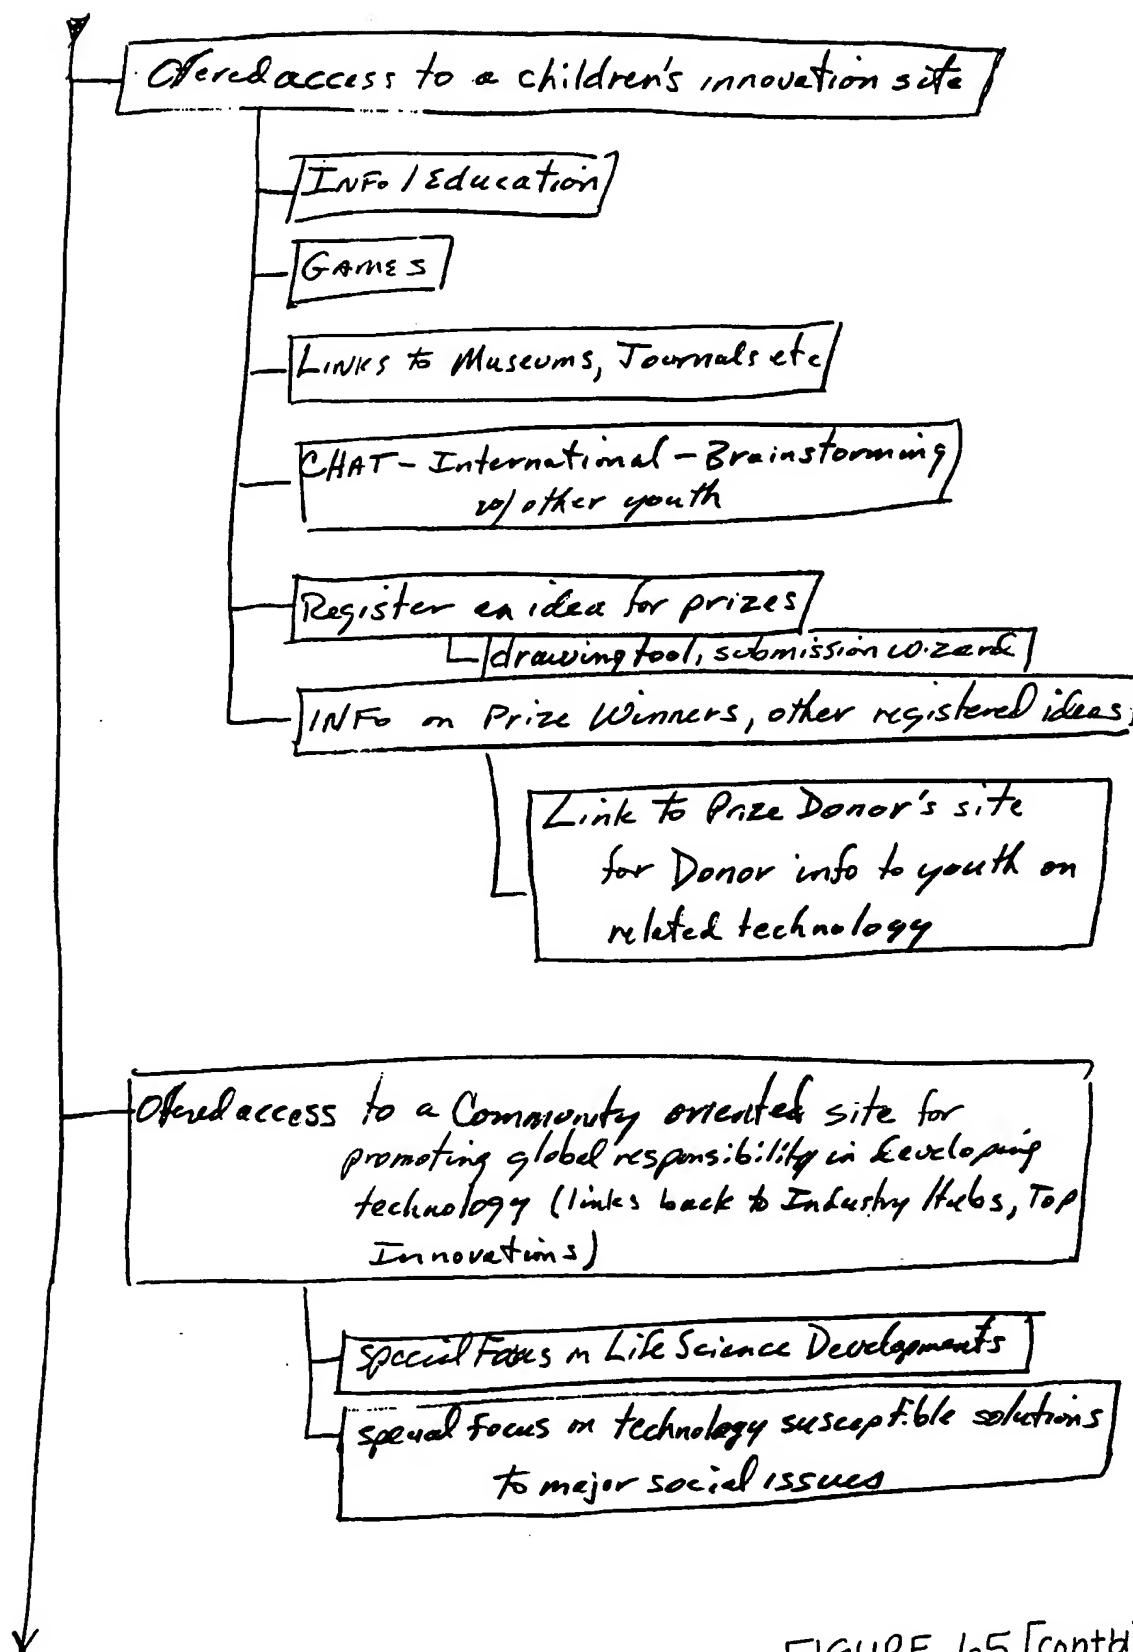 Offered access to a children's innovation site
INFO / Education
GAMES
LINKS to Museums, Journals etc
CHAT - International - Brainstorming
w/ other youth
Register an idea for prizes
drawing tool, submission wizard
INFO on Prize Winners, other registered ideas
Link to Prize Donor's site
for Donor info to youth on
related technology
Offered access to a Community oriented site for
promoting global responsibility in developing
technology (links back to Industry Hubs, Top
Innovations)
special Focus on Life Science Developments
special focus on technology susceptible solutions
to major social issues
FIGURE 65 [contd